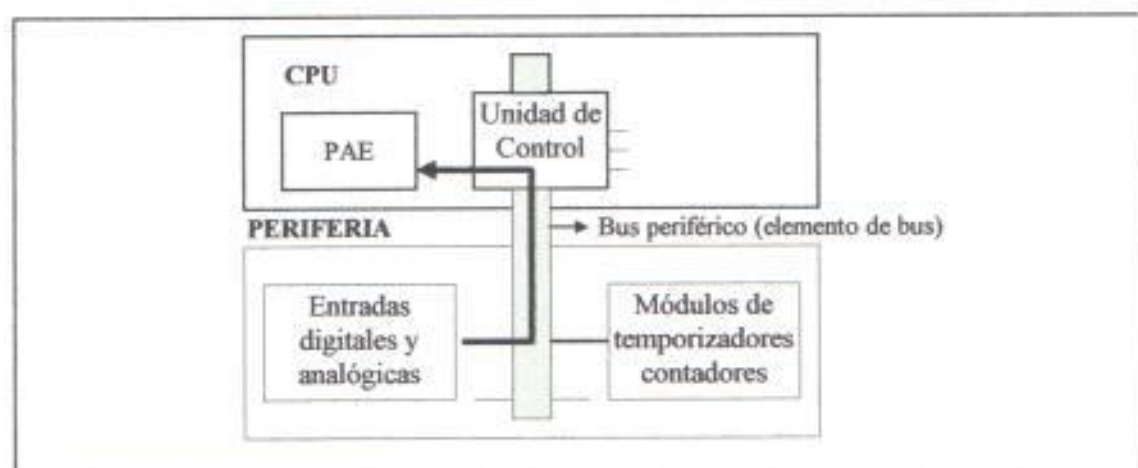 CPU
Unidad de
Control
PAE
PERIFERIA
Bus periférico (elemento de bus)
Entradas
digitales y
analógicas
Módulos de
temporizadores
contadores